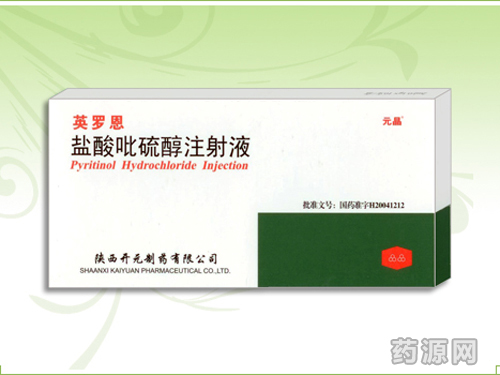 英罗恩
元晶
盐酸吡硫醇注射液
Pyritinol Hydrochloride Injection
批准文号：国药准字H20041212
陕西开元制药有限公司
SHAANXI KAIYUAN PHARMACEUTICAL CO.,LTD.
药源网